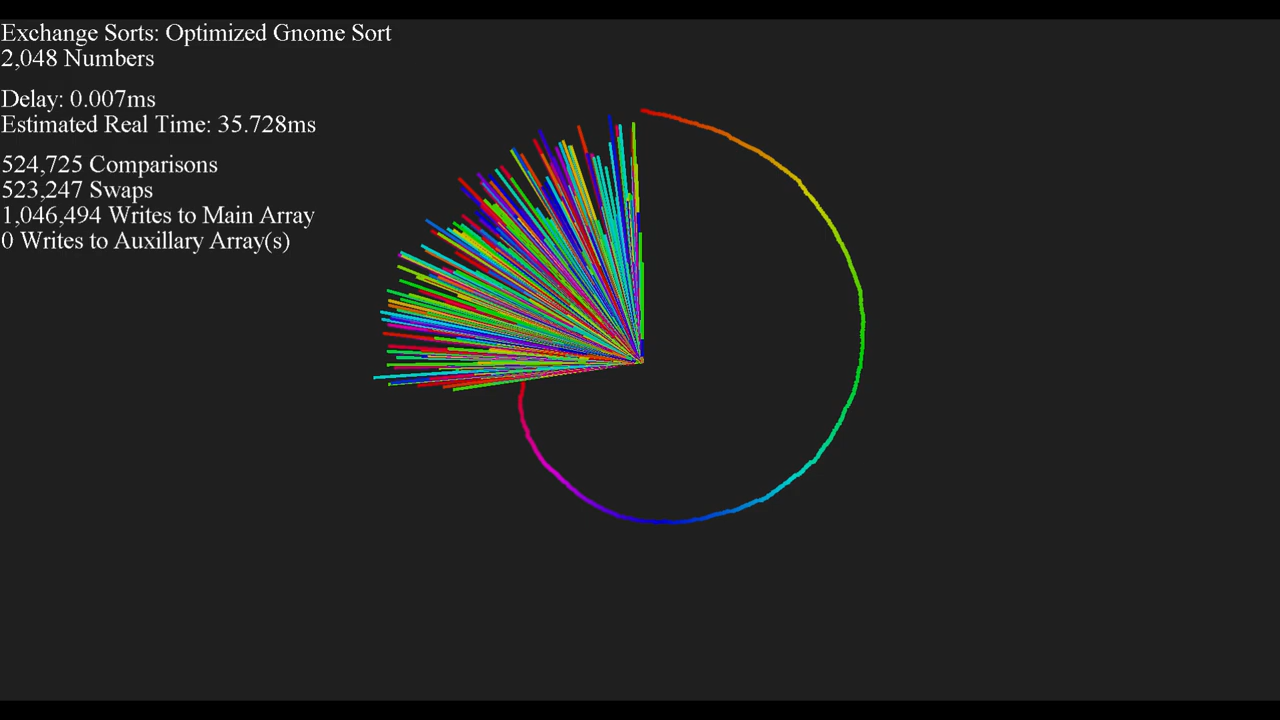 Exchange Sorts: Optimized Gnome Sort
2,048 Numbers
Delay: 0.007ms
Estimated Real Time: 35.728ms
524,725 Comparisons
523,247 Swaps
1,046,494 Writes to Main Array
0 Writes to Auxillary Array(s)